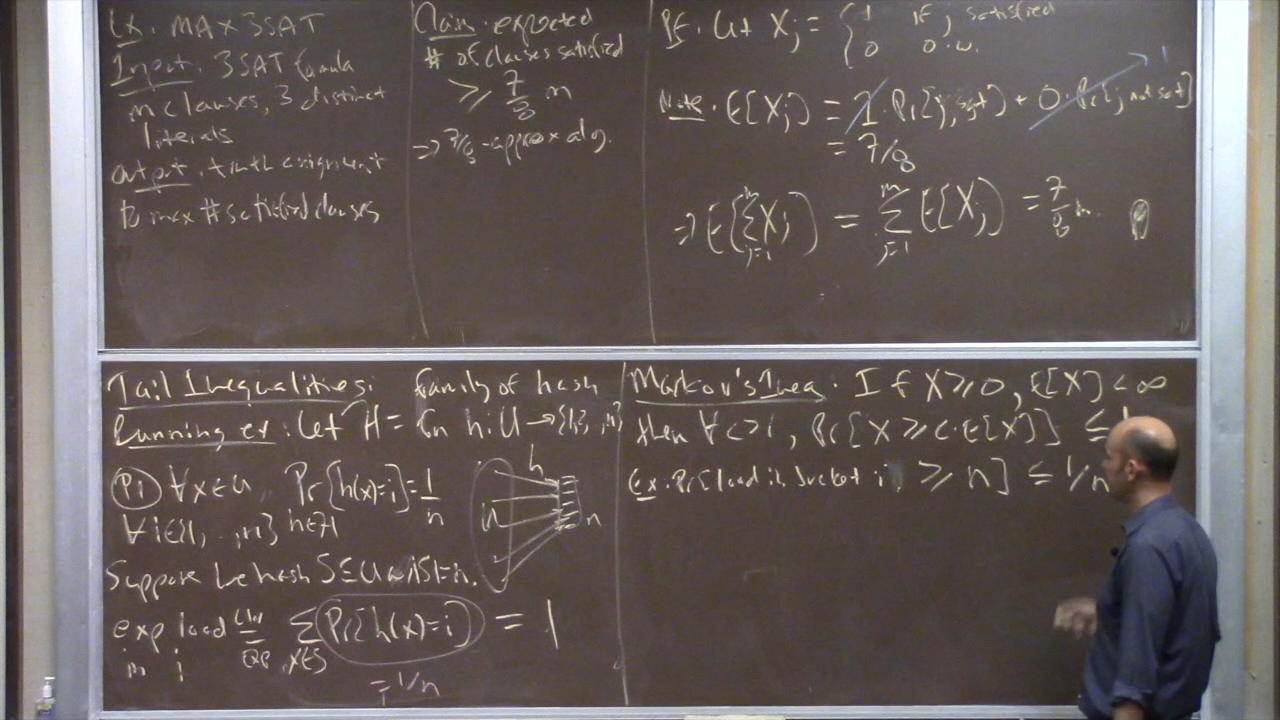 Ex. MAX3SAT
Input. 3SAT formula
m clauses, 3 distinct
literals
output. truth assignment
to max # satisfied clauses
Claim. expected
# of clauses satisfied
≥ 7/8 m
⇒ 7/8-approx alg.
Pf. Let Xj = { 1 if j satisfied
0 o.w.
Note. E[Xj] = 1·Pr[j sat] + 0·Pr[j not sat]
= 7/8
⇒ E[∑j=1^m Xj] = ∑j=1^m E[Xj] = 7/8 m.
Tail Inequalities: family of hash
Running ex: Let H = fn h: U → {1, .., n}
P1 ∀x∈U, Pr[h(x)=i] = 1/n
∀i∈{1, .., n} h∈H
h
U
n
Suppose we hash S⊆U w/ |S|=n.
exp load = ∑ Pr[h(x)=i] = 1
in i exp x∈S
= 1/n
Markov's Ineq. If X≥0, E[X]<∞
then ∀c>1, Pr[X ≥ c·E[X]] ≤
Ex. Pr[load in bucket i ≥ n] ≤ 1/n